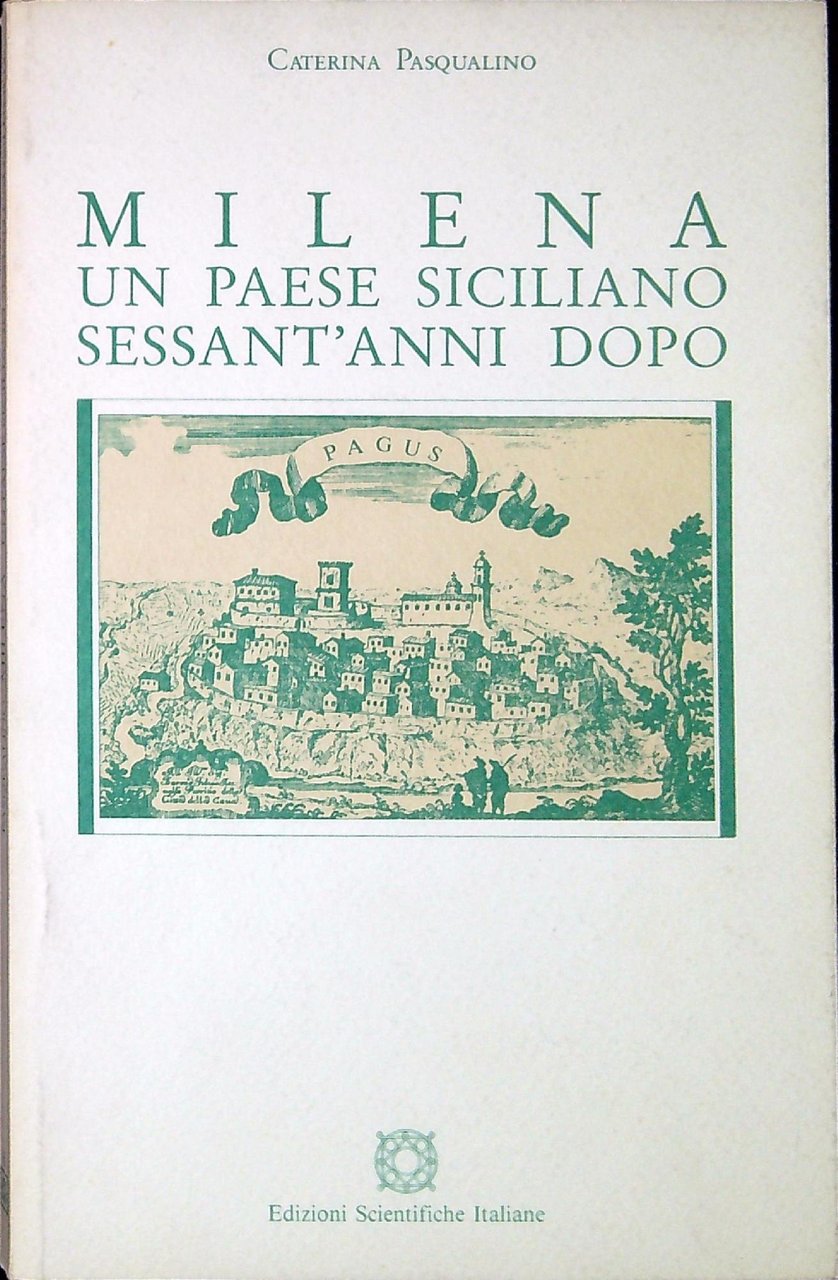 CATERINA PASQUALINO
MILENA
UN PAESE SICILIANO
SESSANT'ANNI DOPO
PAGUS
Edizioni Scientifiche Italiane